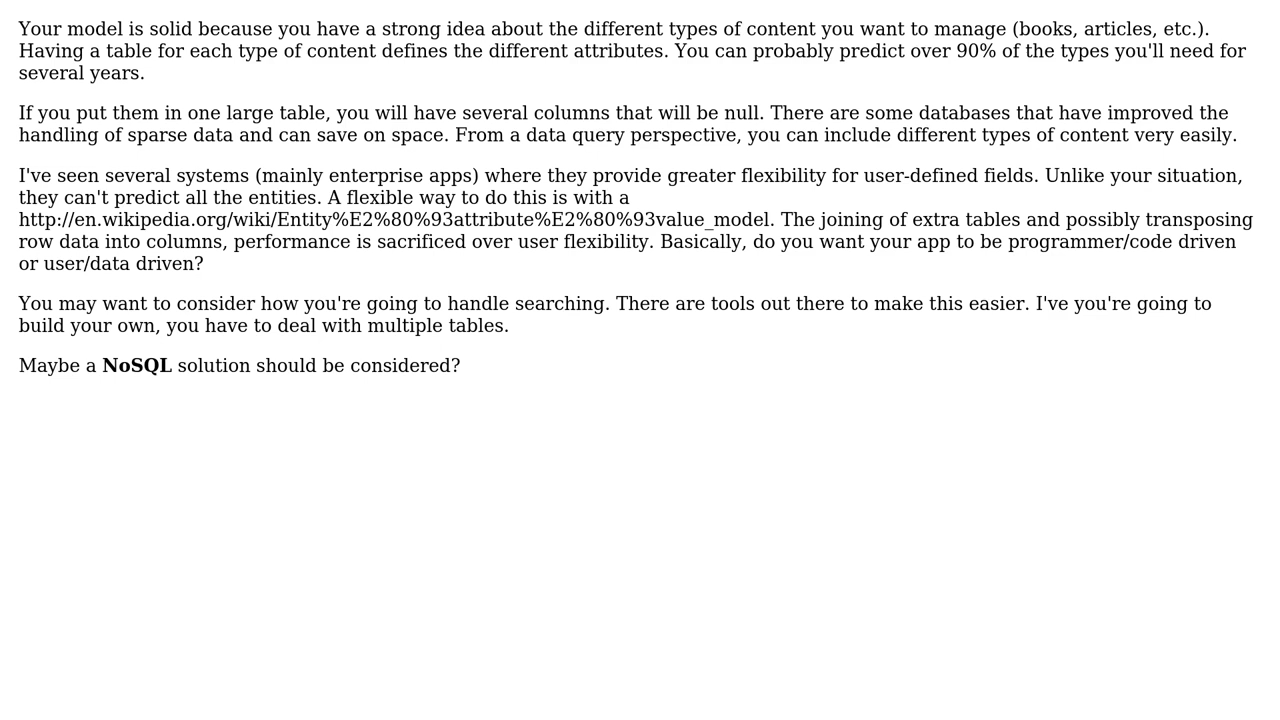 Your model is solid because you have a strong idea about the different types of content you want to manage (books, articles, etc.).
Having a table for each type of content defines the different attributes. You can probably predict over 90% of the types you'll need for
several years.
If you put them in one large table, you will have several columns that will be null. There are some databases that have improved the
handling of sparse data and can save on space. From a data query perspective, you can include different types of content very easily.
I've seen several systems (mainly enterprise apps) where they provide greater flexibility for user-defined fields. Unlike your situation,
they can't predict all the entities. A flexible way to do this is with a
http://en.wikipedia.org/wiki/Entity%E2%80%93attribute%E2%80%93value_model. The joining of extra tables and possibly transposing
row data into columns, performance is sacrificed over user flexibility. Basically, do you want your app to be programmer/code driven
or user/data driven?
You may want to consider how you're going to handle searching. There are tools out there to make this easier. I've you're going to
build your own, you have to deal with multiple tables.
Maybe a NoSQL solution should be considered?